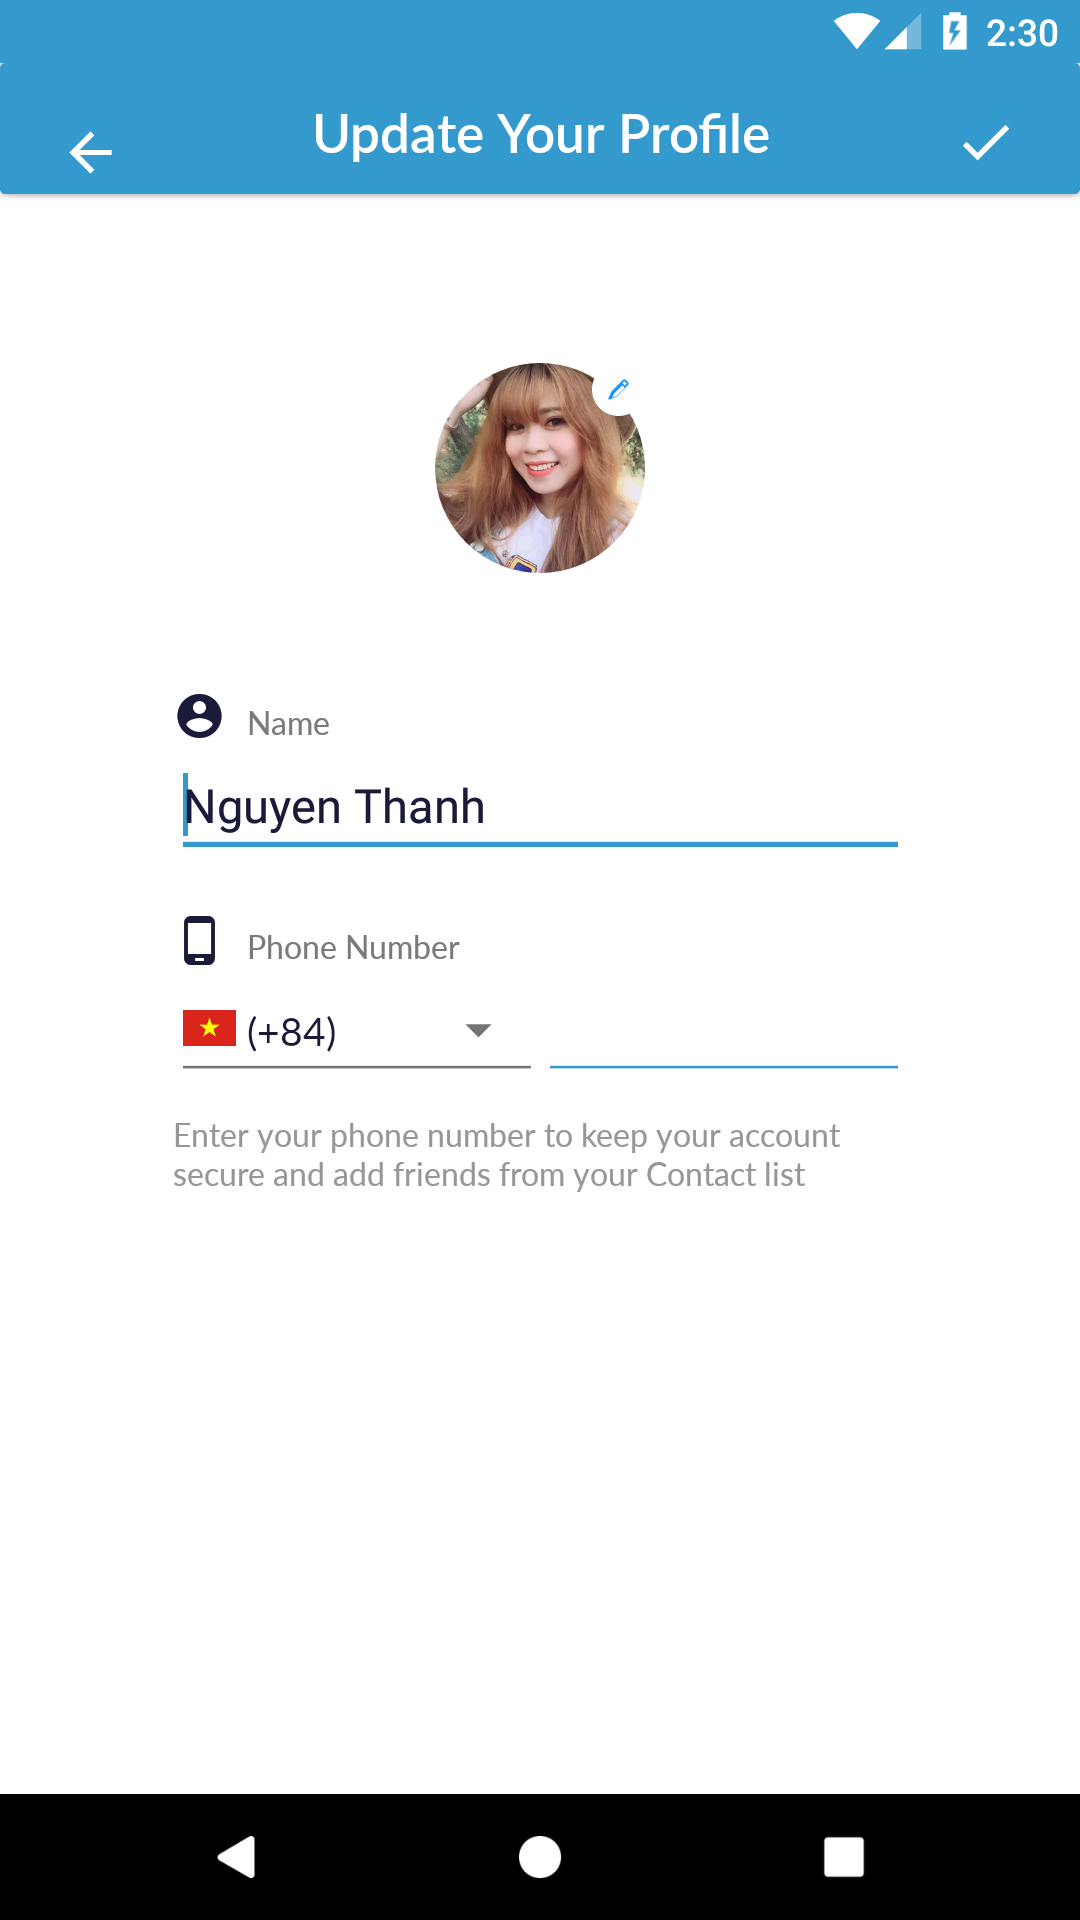 2:30
Update Your Profile
Name
Nguyen Thanh
Phone Number
(+84)
Enter your phone number to keep your account
secure and add friends from your Contact list